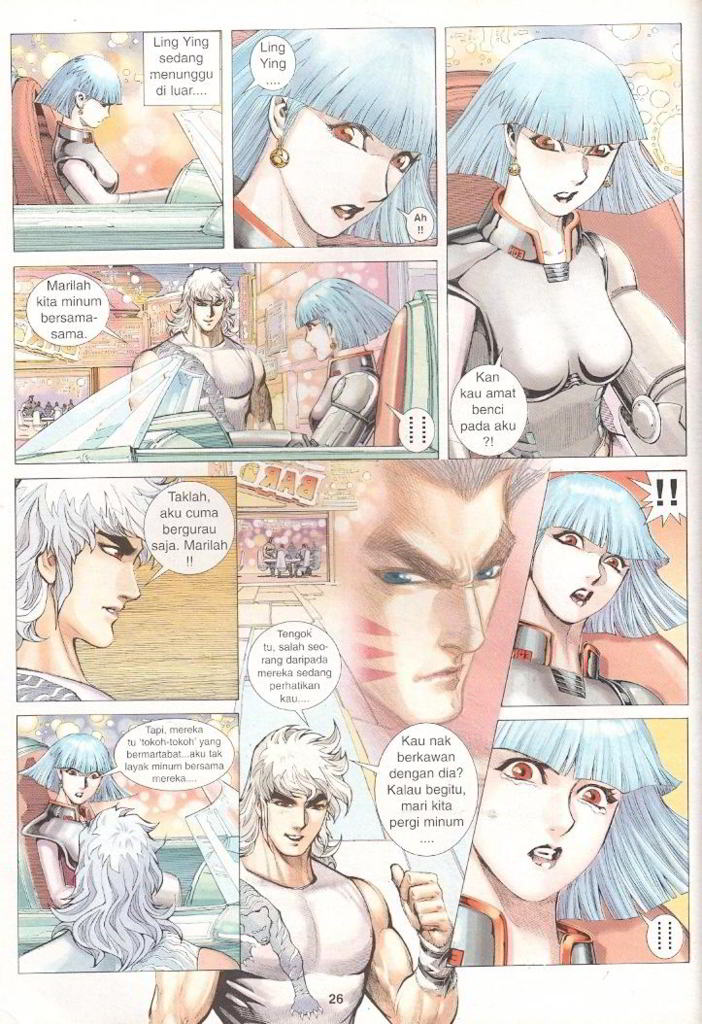 Ling Ying
sedang
menunggu
di luar....
Ling
Ying
....
Ah
!!
Kan
kau amat
benci
pada aku
?!
Marilah
kita minum
bersama-
sama.
Taklah,
aku cuma
bergurau
saja. Marilah
!!
BAR
!!
Tengok
tu, salah seo-
rang daripada
mereka sedang
perhatikan
kau....
Tapi, mereka
tu 'tokoh-tokoh' yang
bermartabat...aku tak
layak minum bersama
mereka....
Kau nak
berkawan
dengan dia?
Kalau begitu,
mari kita
pergi minum
....
26